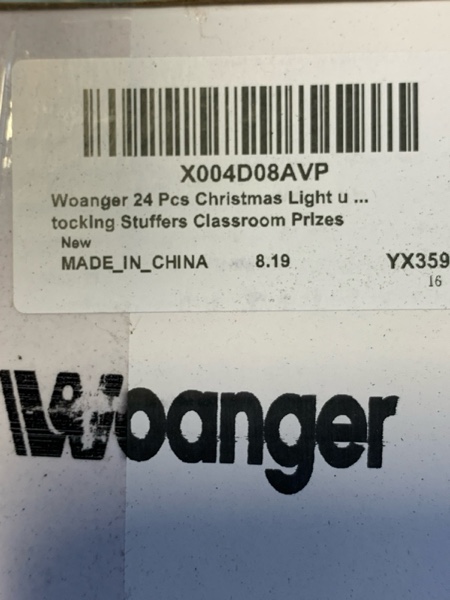 X004D08AVP
Woanger 24 Pcs Christmas Light u ...
tocking Stuffers Classroom Prizes
New
MADE_IN_CHINA 8.19 YX359
16
Woanger